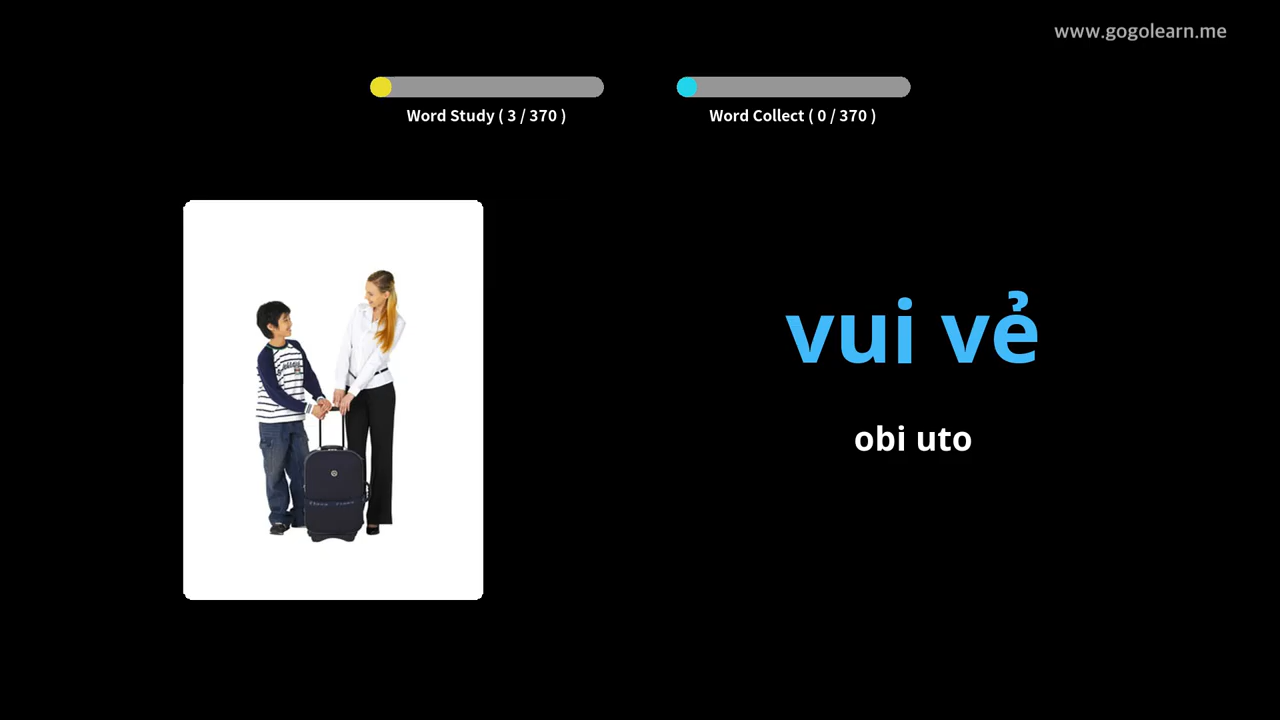 www.gogolearn.me
Word Study ( 3 / 370 )
Word Collect ( 0 / 370 )
vui vẻ
obi uto